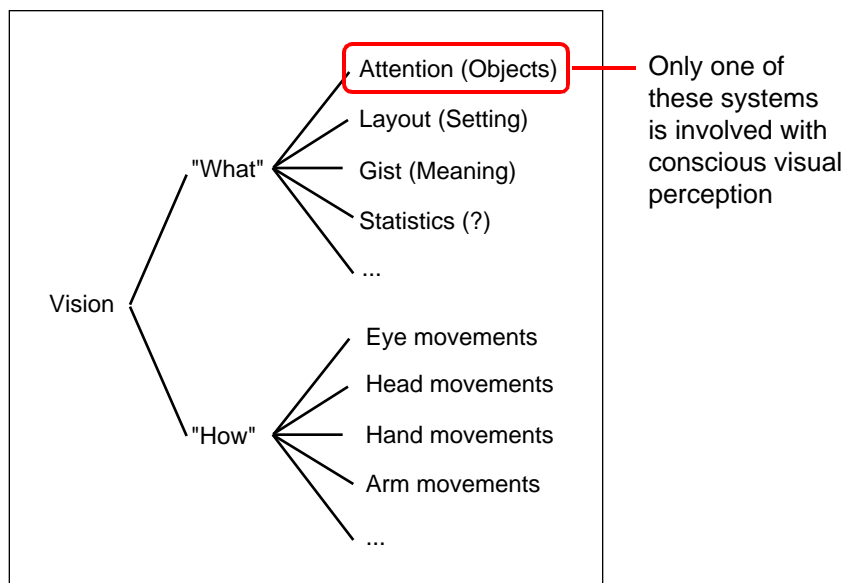 Attention (Objects)
Layout (Setting)
"What"
Gist (Meaning)
Statistics (?)
...
Vision
Eye movements
Head movements
"How"
Hand movements
Arm movements
...
Only one of
these systems
is involved with
conscious visual
perception